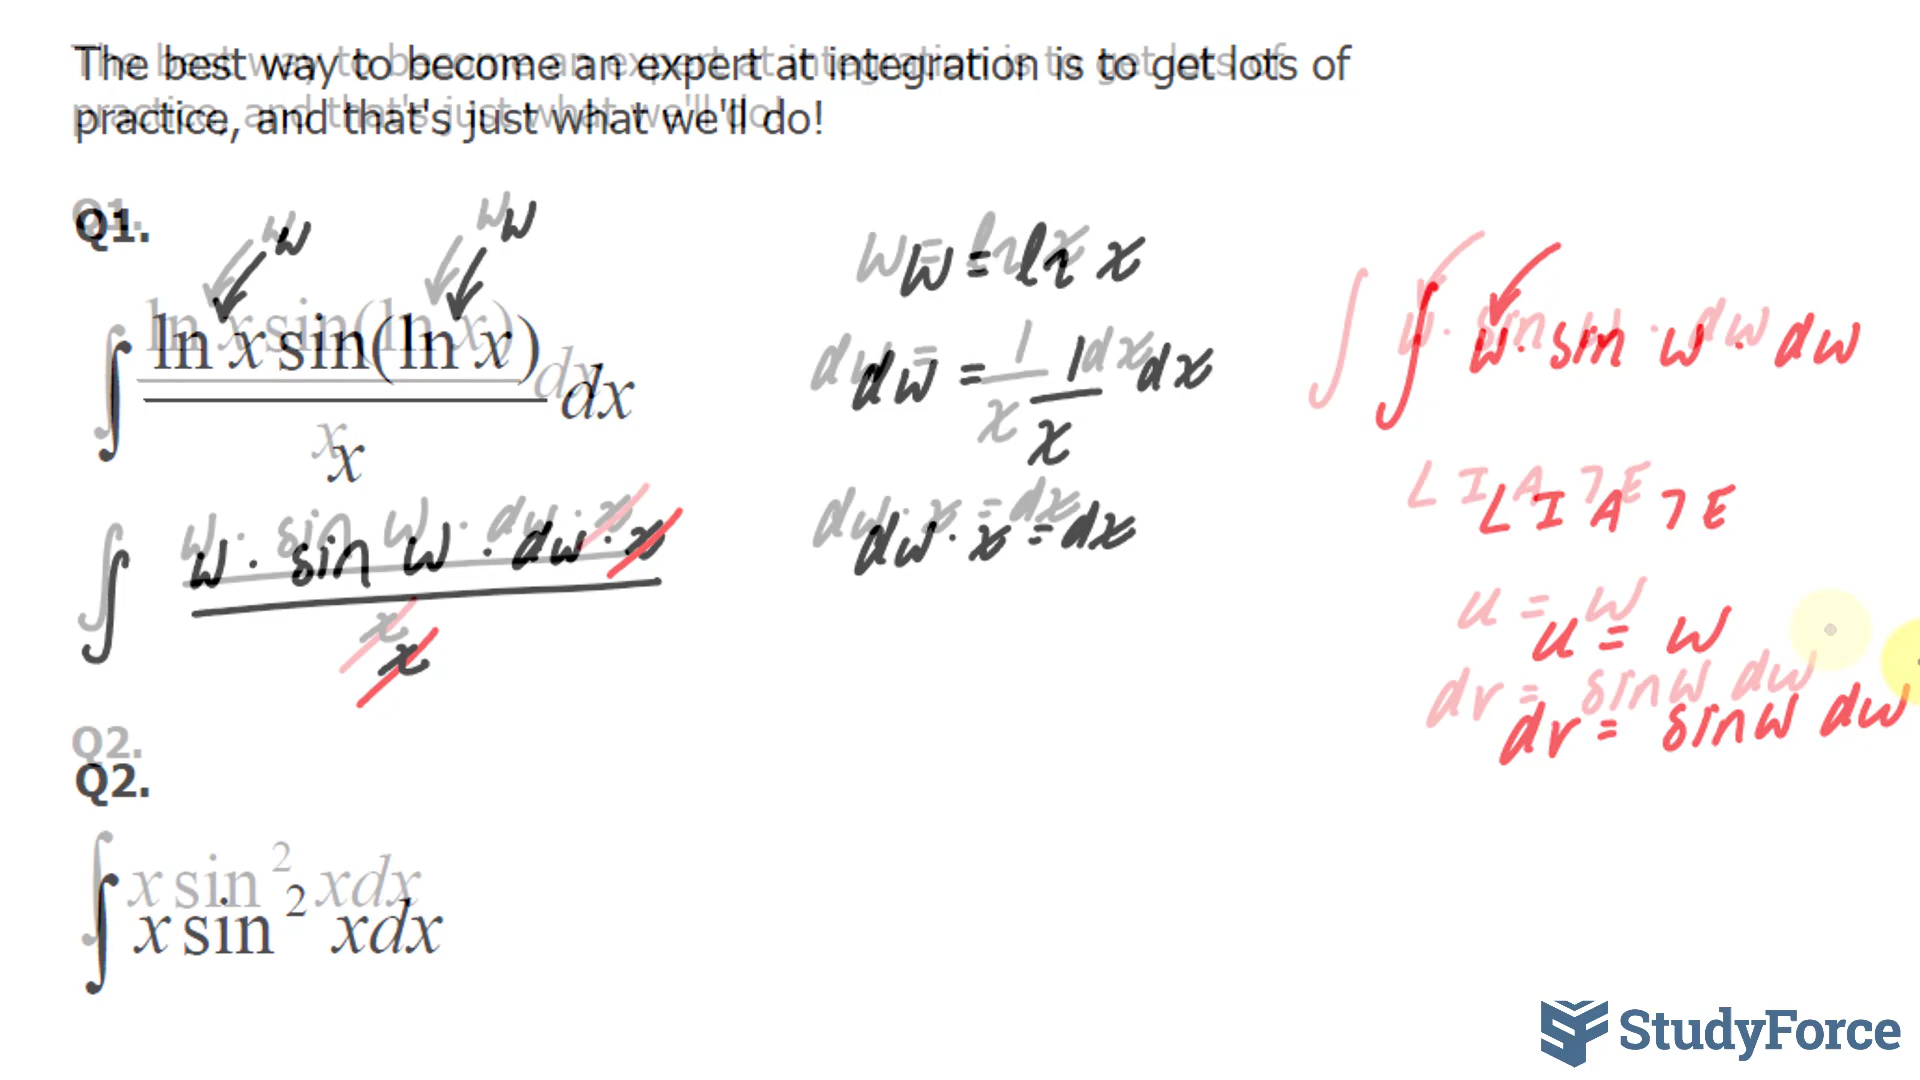 The best way to become an expert at integration is to get lots of
practice, and that's just what we'll do!
Q1.
w w
∫ ln x sin(ln x) / x dx
∫ w · sin w · dw · x / x
w = ln x
dw = 1/x dx
dw · x = dx
∫ w · sin w · dw
L I A T E
u = w
dv = sin w dw
Q2.
∫ x sin² x dx
StudyForce